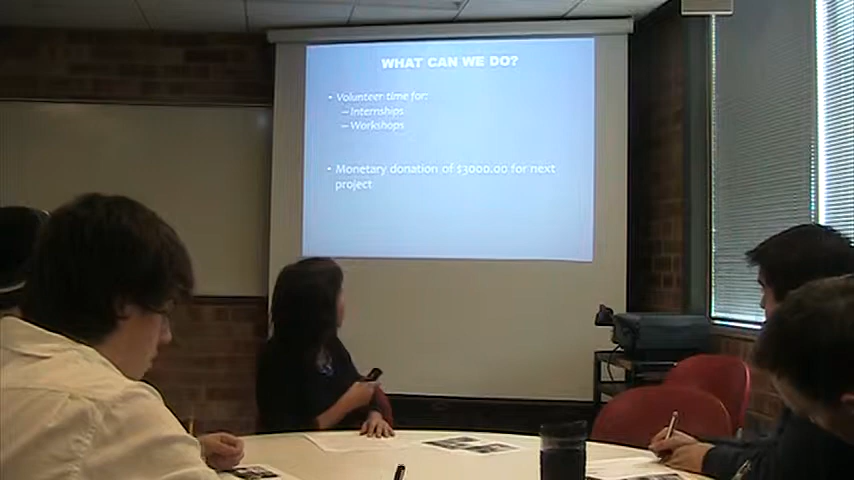 WHAT CAN WE DO?
• Volunteer time for:
– Internships
– Workshops
• Monetary donation of $3000.00 for next
project